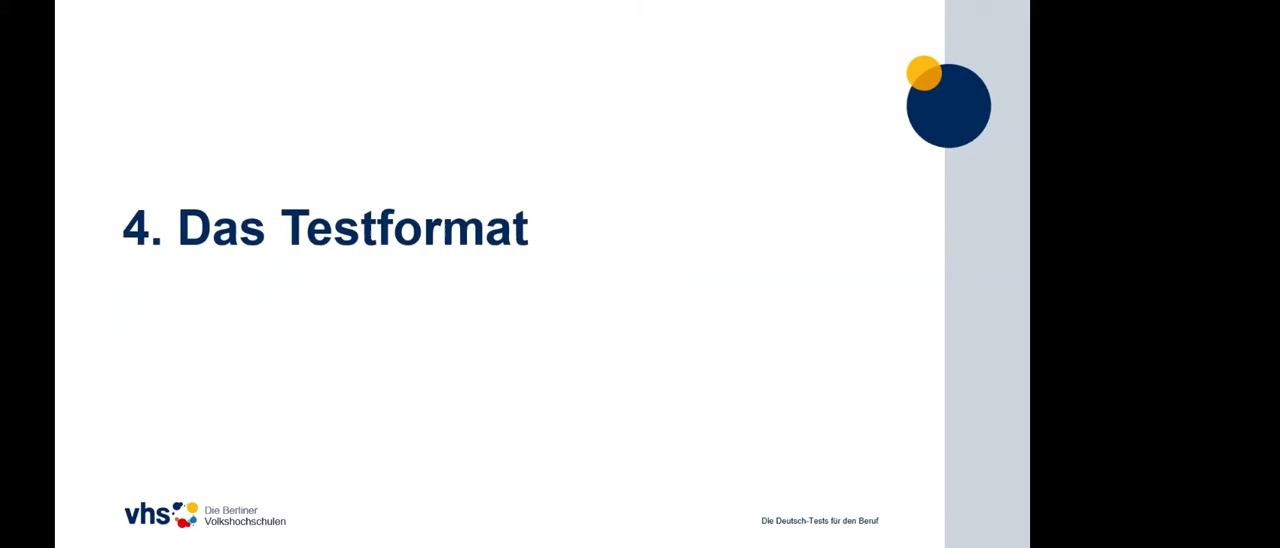 4. Das Testformat
vhs
Die Berliner
Volkshochschulen
Die Deutsch-Tests für den Beruf